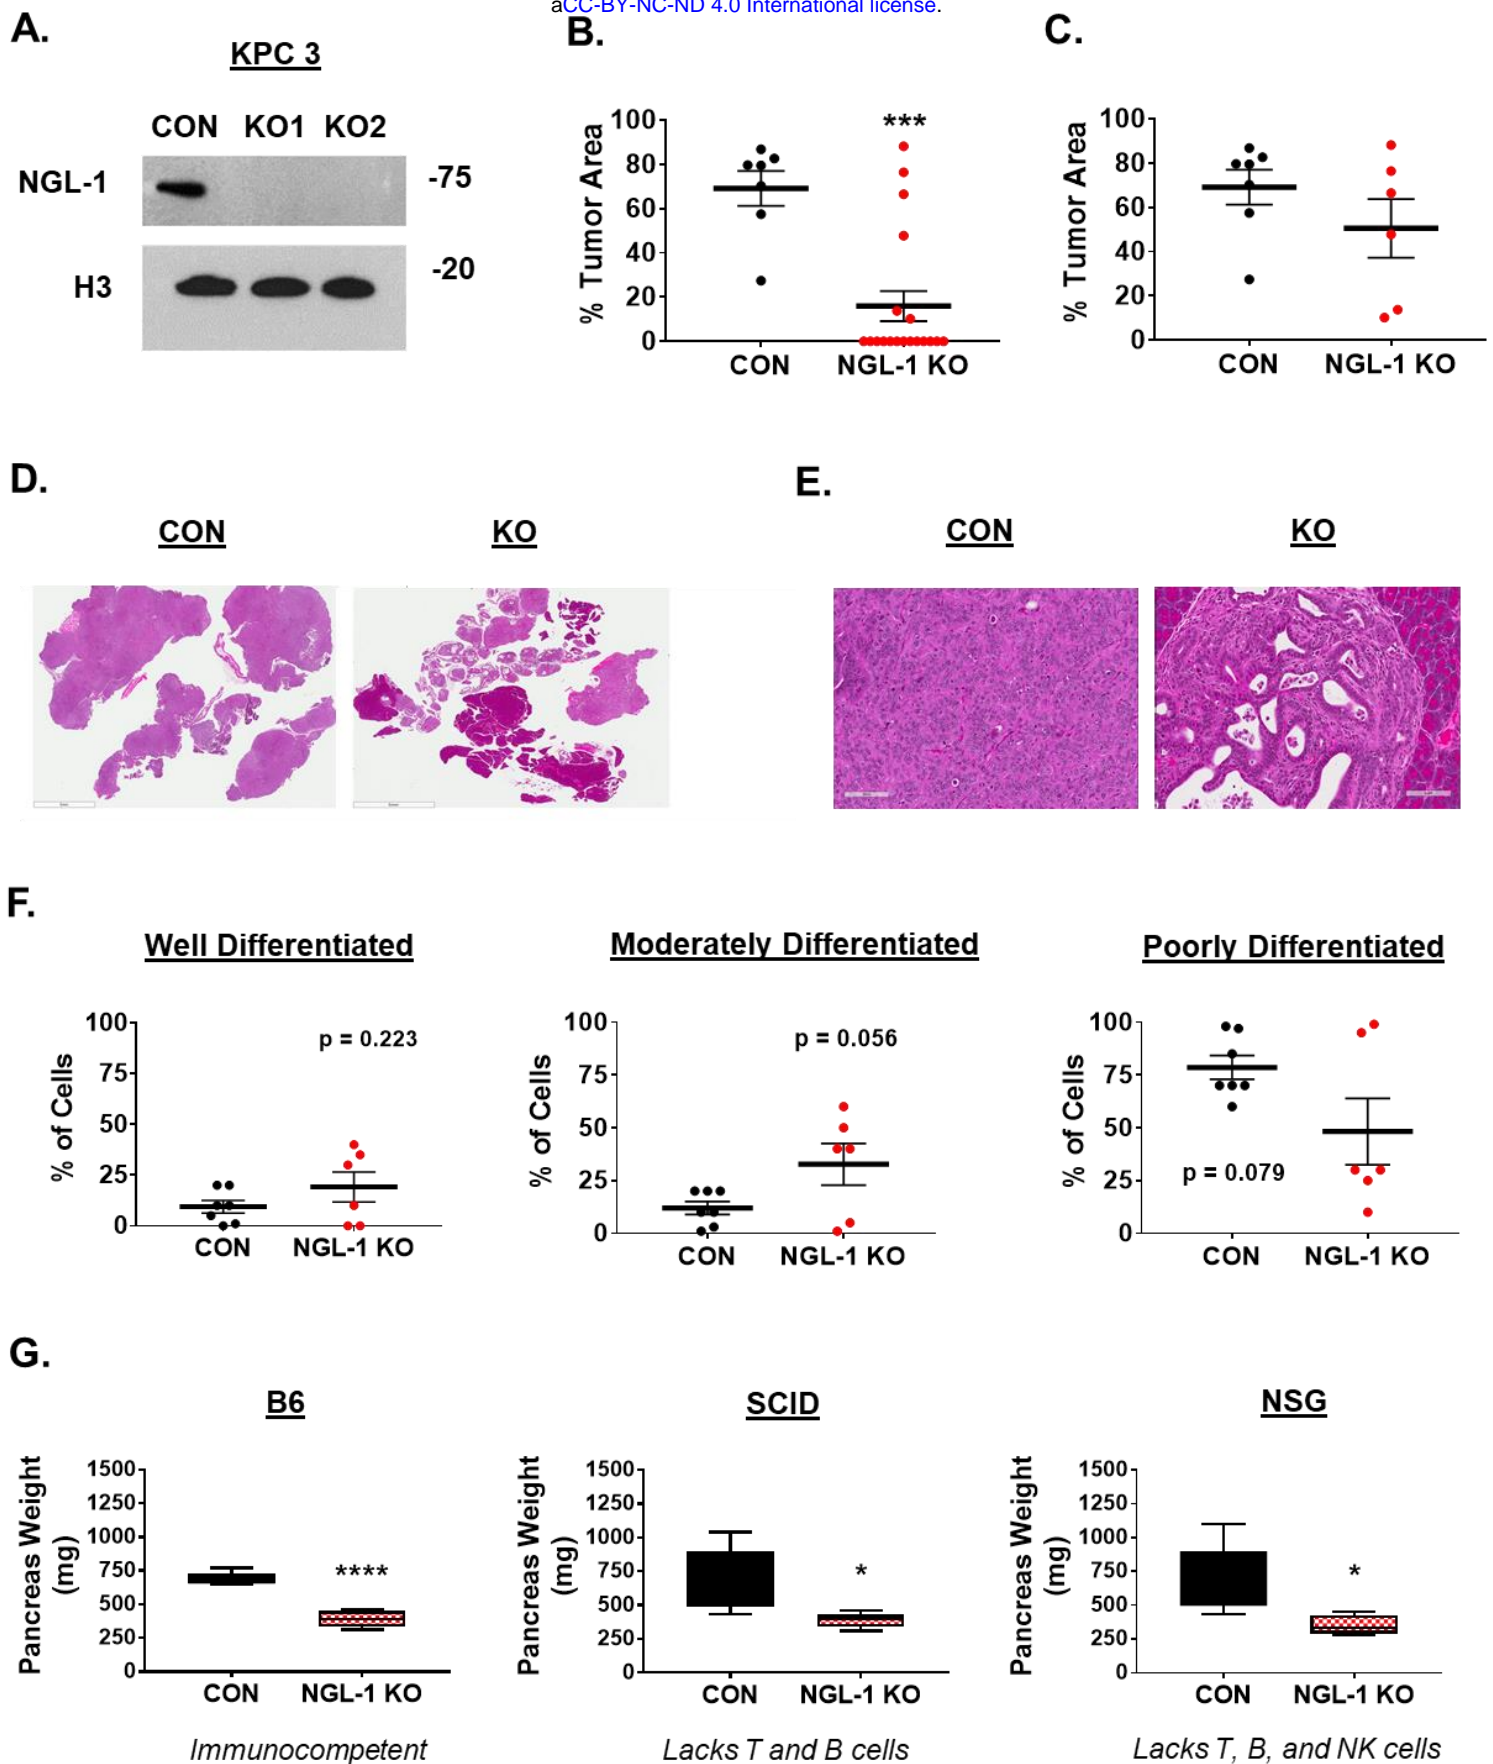 aCC-BY-NC-ND 4.0 International license.
A.
KPC 3
CON KO1 KO2
NGL-1
-75
H3
-20
B.
% Tumor Area
100
80
60
40
20
0
***
CON NGL-1 KO
C.
% Tumor Area
100
80
60
40
20
0
CON NGL-1 KO
D.
CON KO
E.
CON KO
F.
Well Differentiated
% of Cells
100
75
50
25
0
p = 0.223
CON NGL-1 KO
Moderately Differentiated
% of Cells
100
75
50
25
0
p = 0.056
CON NGL-1 KO
Poorly Differentiated
% of Cells
100
75
50
25
0
p = 0.079
CON NGL-1 KO
G.
B6
Pancreas Weight
(mg)
1500
1250
1000
750
500
250
0
****
CON NGL-1 KO
Immunocompetent
SCID
Pancreas Weight
(mg)
1500
1250
1000
750
500
250
0
*
CON NGL-1 KO
Lacks T and B cells
NSG
Pancreas Weight
(mg)
1500
1250
1000
750
500
250
0
*
CON NGL-1 KO
Lacks T, B, and NK cells